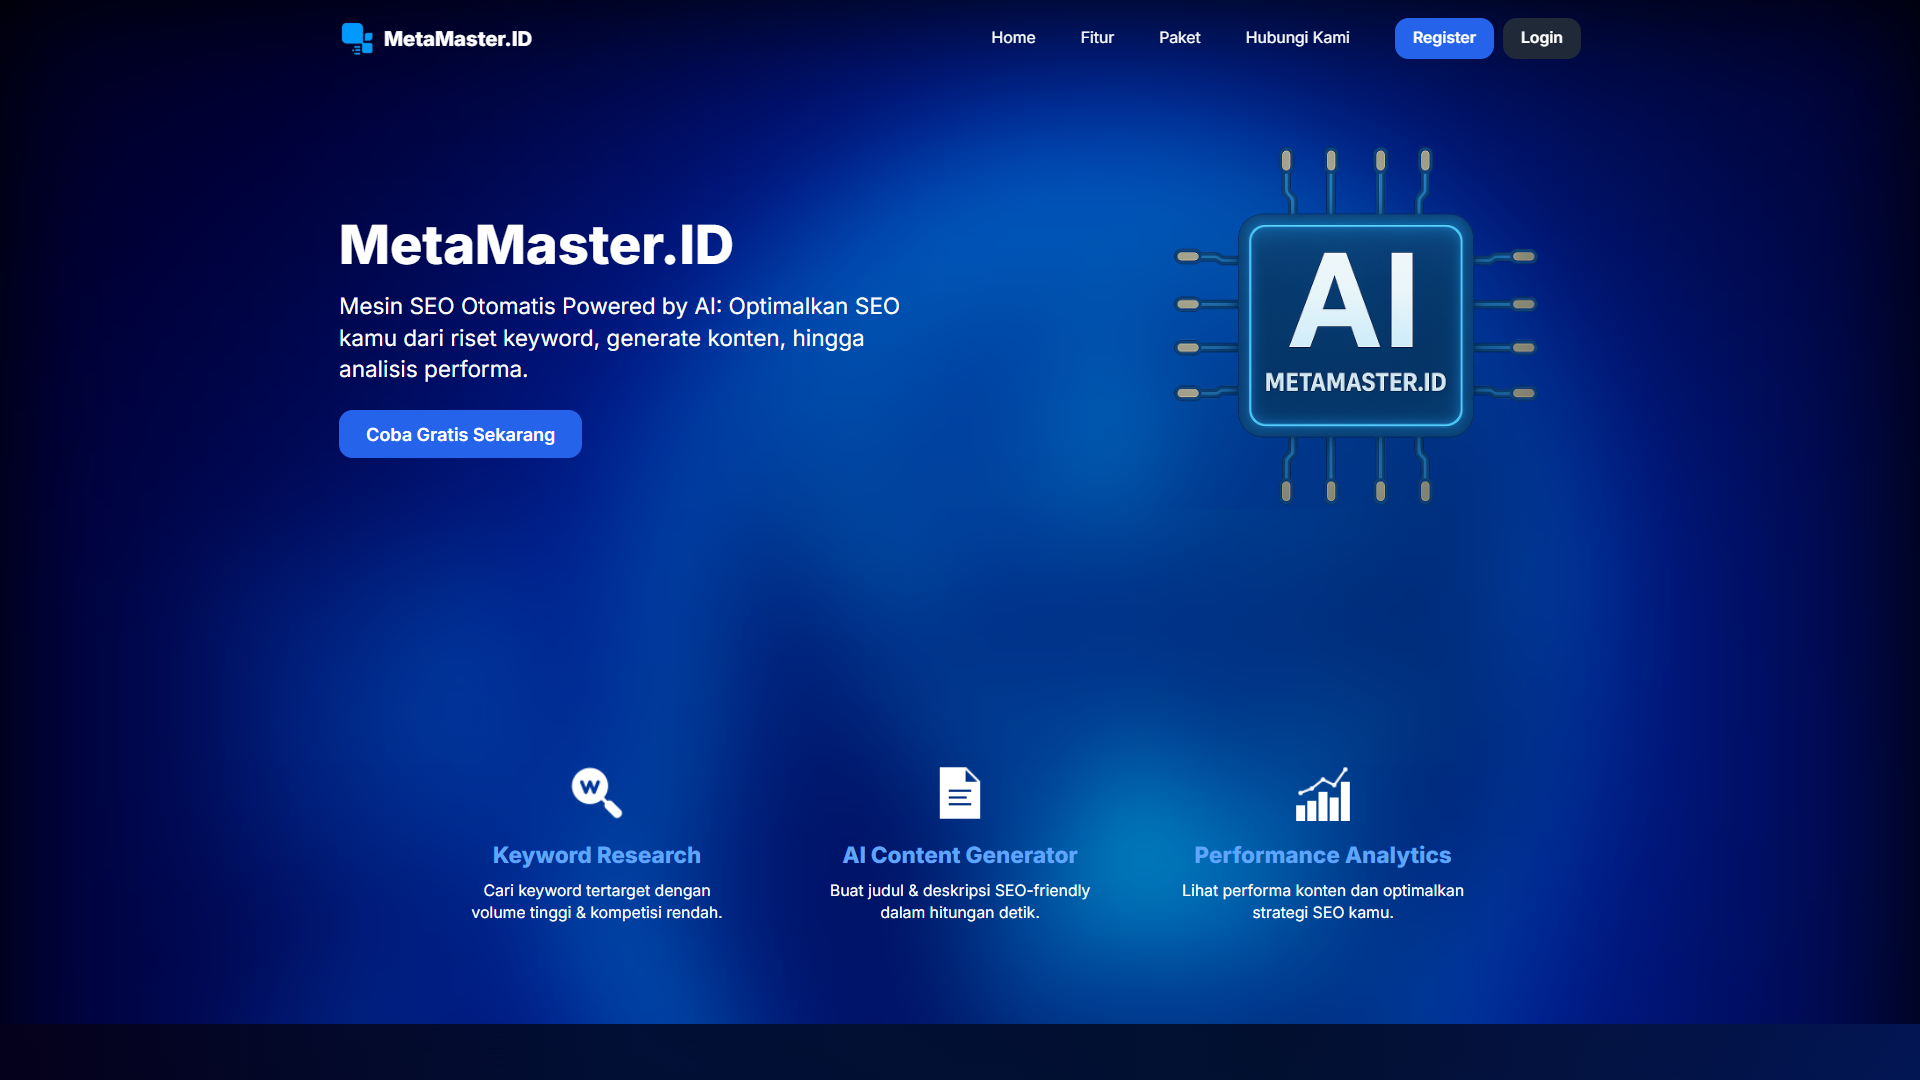 MetaMaster.ID
Home
Fitur
Paket
Hubungi Kami
Register
Login
MetaMaster.ID
Mesin SEO Otomatis Powered by AI: Optimalkan SEO
kamu dari riset keyword, generate konten, hingga
analisis performa.
Coba Gratis Sekarang
AI
METAMASTER.ID
W
Keyword Research
Cari keyword tertarget dengan
volume tinggi & kompetisi rendah.
AI Content Generator
Buat judul & deskripsi SEO-friendly
dalam hitungan detik.
Performance Analytics
Lihat performa konten dan optimalkan
strategi SEO kamu.